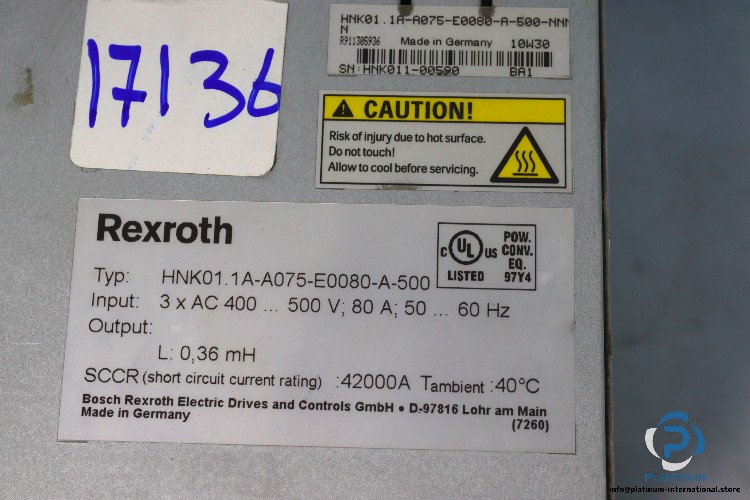 17136
HNK01.1A-A075-E0080-A-500-NNN
N
R911305936 Made in Germany 10W30
SN:HNK011-00590 BA1
CAUTION!
Risk of injury due to hot surface.
Do not touch!
Allow to cool before servicing.
Rexroth
C UL US LISTED
POW.
CONV.
EQ.
97Y4
Typ: HNK01.1A-A075-E0080-A-500
Input: 3 x AC 400 ... 500 V; 80 A; 50 ... 60 Hz
Output:
L: 0,36 mH
SCCR (short circuit current rating) :42000A Tambient :40°C
Bosch Rexroth Electric Drives and Controls GmbH • D-97816 Lohr am Main
Made in Germany (7260)
PLATINUM
info@platinum-international.store